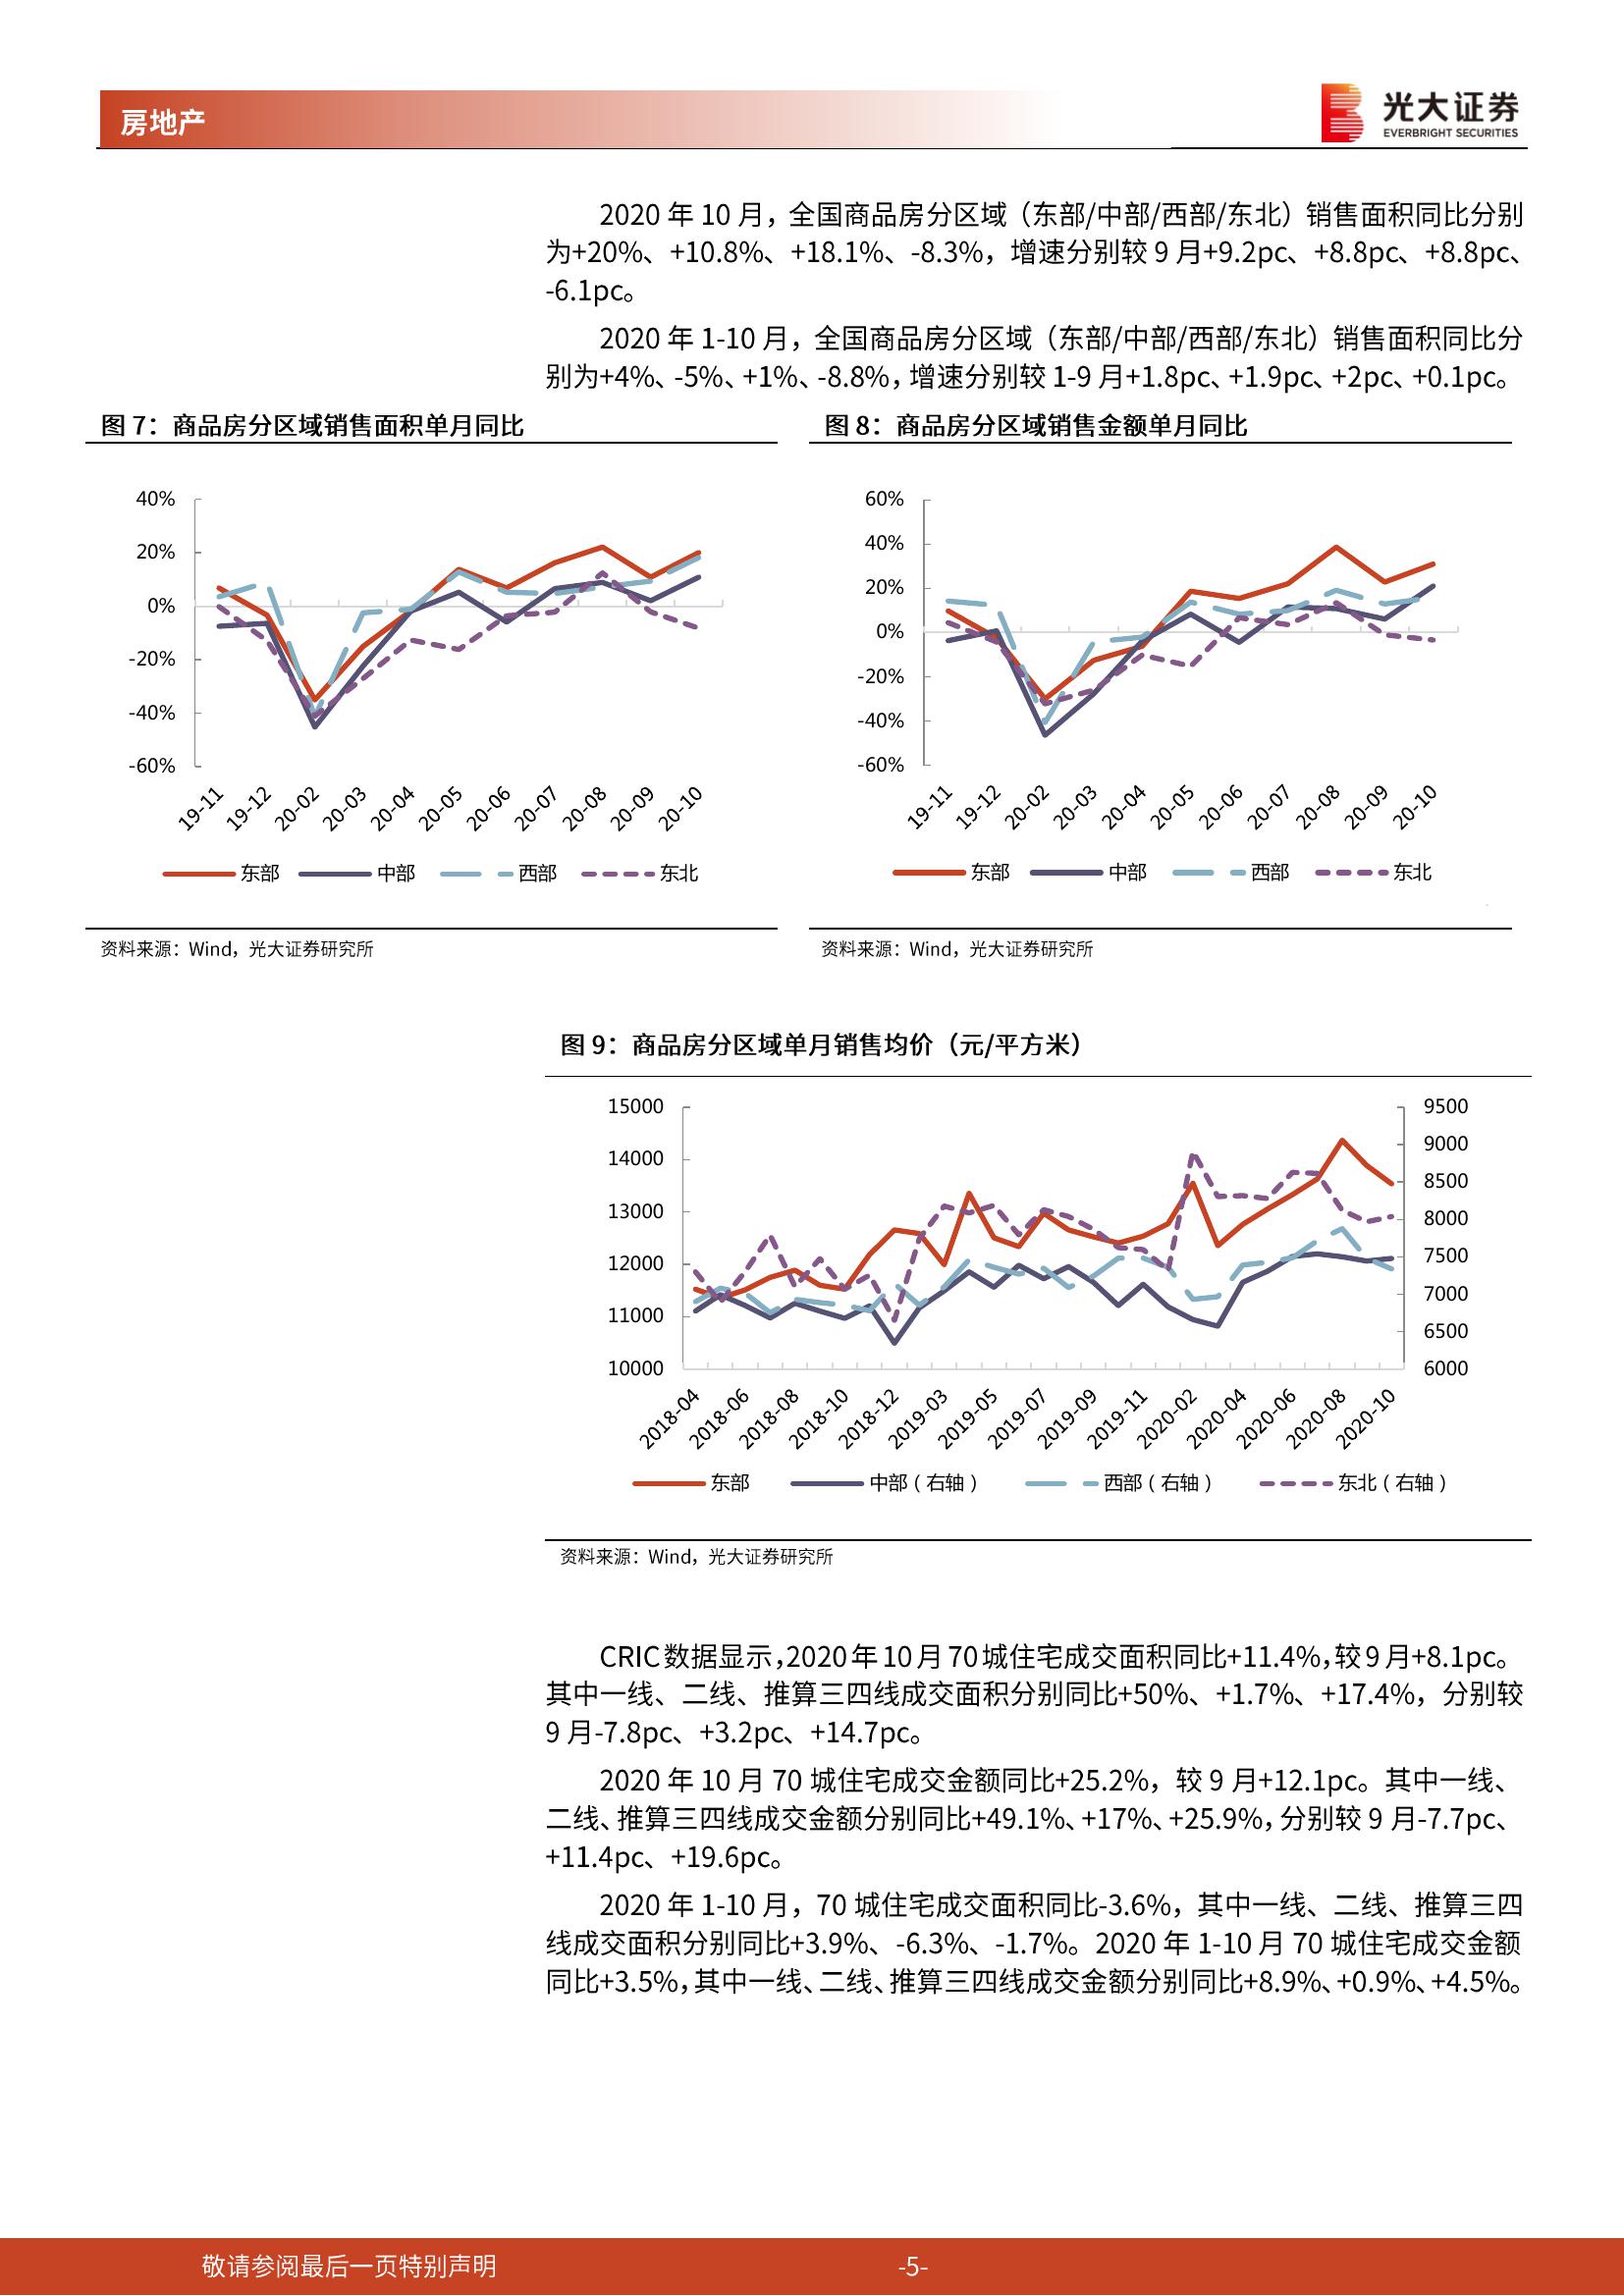 房地产
光大证券
EVERBRIGHT SECURITIES
2020 年 10 月，全国商品房分区域（东部/中部/西部/东北）销售面积同比分别
为+20%、+10.8%、+18.1%、-8.3%，增速分别较 9 月+9.2pc、+8.8pc、+8.8pc、
-6.1pc。
2020 年 1-10 月，全国商品房分区域（东部/中部/西部/东北）销售面积同比分
别为+4%、-5%、+1%、-8.8%，增速分别较 1-9 月+1.8pc、+1.9pc、+2pc、+0.1pc。
图 7：商品房分区域销售面积单月同比
40%
20%
0%
-20%
-40%
-60%
19-11 19-12 20-02 20-03 20-04 20-05 20-06 20-07 20-08 20-09 20-10
东部 中部 西部 东北
资料来源：Wind，光大证券研究所
图 8：商品房分区域销售金额单月同比
60%
40%
20%
0%
-20%
-40%
-60%
19-11 19-12 20-02 20-03 20-04 20-05 20-06 20-07 20-08 20-09 20-10
东部 中部 西部 东北
资料来源：Wind，光大证券研究所
图 9：商品房分区域单月销售均价（元/平方米）
15000 9500
14000 9000
13000 8500
12000 8000
11000 7500
10000 7000
6500
6000
2018-04 2018-06 2018-08 2018-10 2018-12 2019-03 2019-05 2019-07 2019-09 2019-11 2020-02 2020-04 2020-06 2020-08 2020-10
东部 中部（右轴） 西部（右轴） 东北（右轴）
资料来源：Wind，光大证券研究所
CRIC 数据显示，2020 年 10 月 70 城住宅成交面积同比+11.4%，较 9 月+8.1pc。
其中一线、二线、推算三四线成交面积分别同比+50%、+1.7%、+17.4%，分别较
9 月-7.8pc、+3.2pc、+14.7pc。
2020 年 10 月 70 城住宅成交金额同比+25.2%，较 9 月+12.1pc。其中一线、
二线、推算三四线成交金额分别同比+49.1%、+17%、+25.9%，分别较 9 月-7.7pc、
+11.4pc、+19.6pc。
2020 年 1-10 月，70 城住宅成交面积同比-3.6%，其中一线、二线、推算三四
线成交面积分别同比+3.9%、-6.3%、-1.7%。2020 年 1-10 月 70 城住宅成交金额
同比+3.5%，其中一线、二线、推算三四线成交金额分别同比+8.9%、+0.9%、+4.5%。
敬请参阅最后一页特别声明 -5-